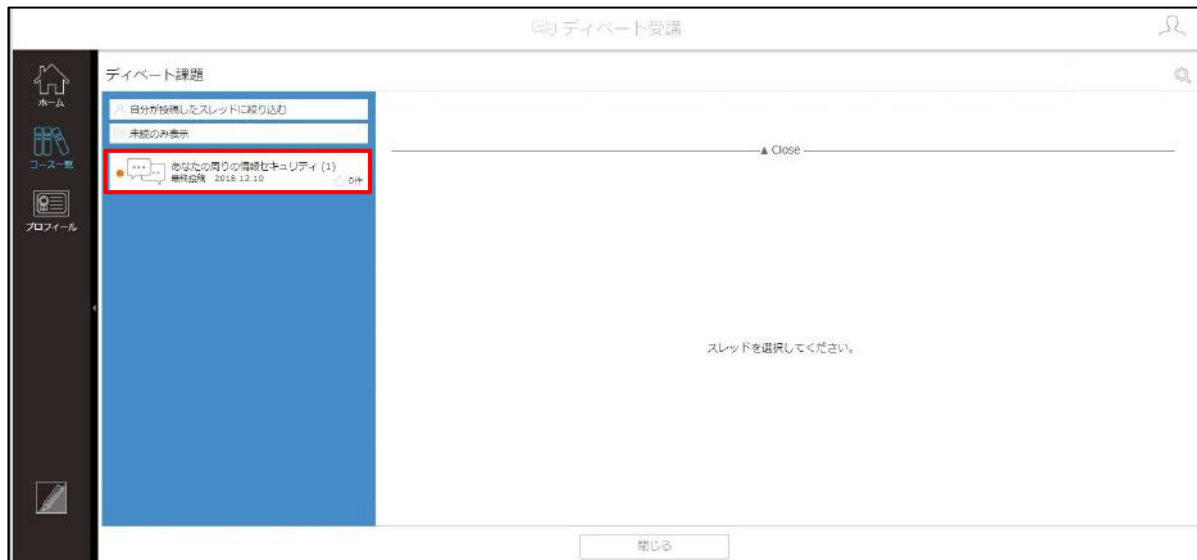 ディベート受講
ホーム
コース一覧
プロフィール
ディベート課題
自分が投稿したスレッドに絞り込む
未読のみ表示
あなたの周りの情報セキュリティ (1)
最終投稿 2018.12.10
0件
▲ Close
スレッドを選択してください。
閉じる